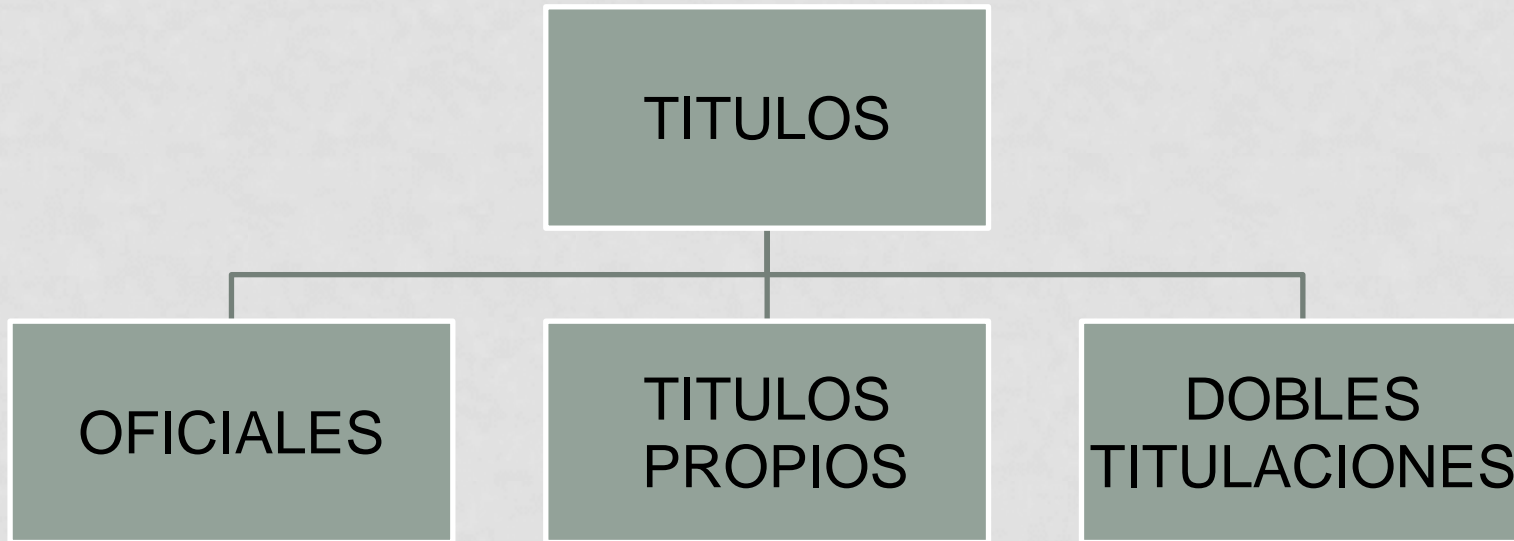 TITULOS
OFICIALES
TITULOS
PROPIOS
DOBLES
TITULACIONES